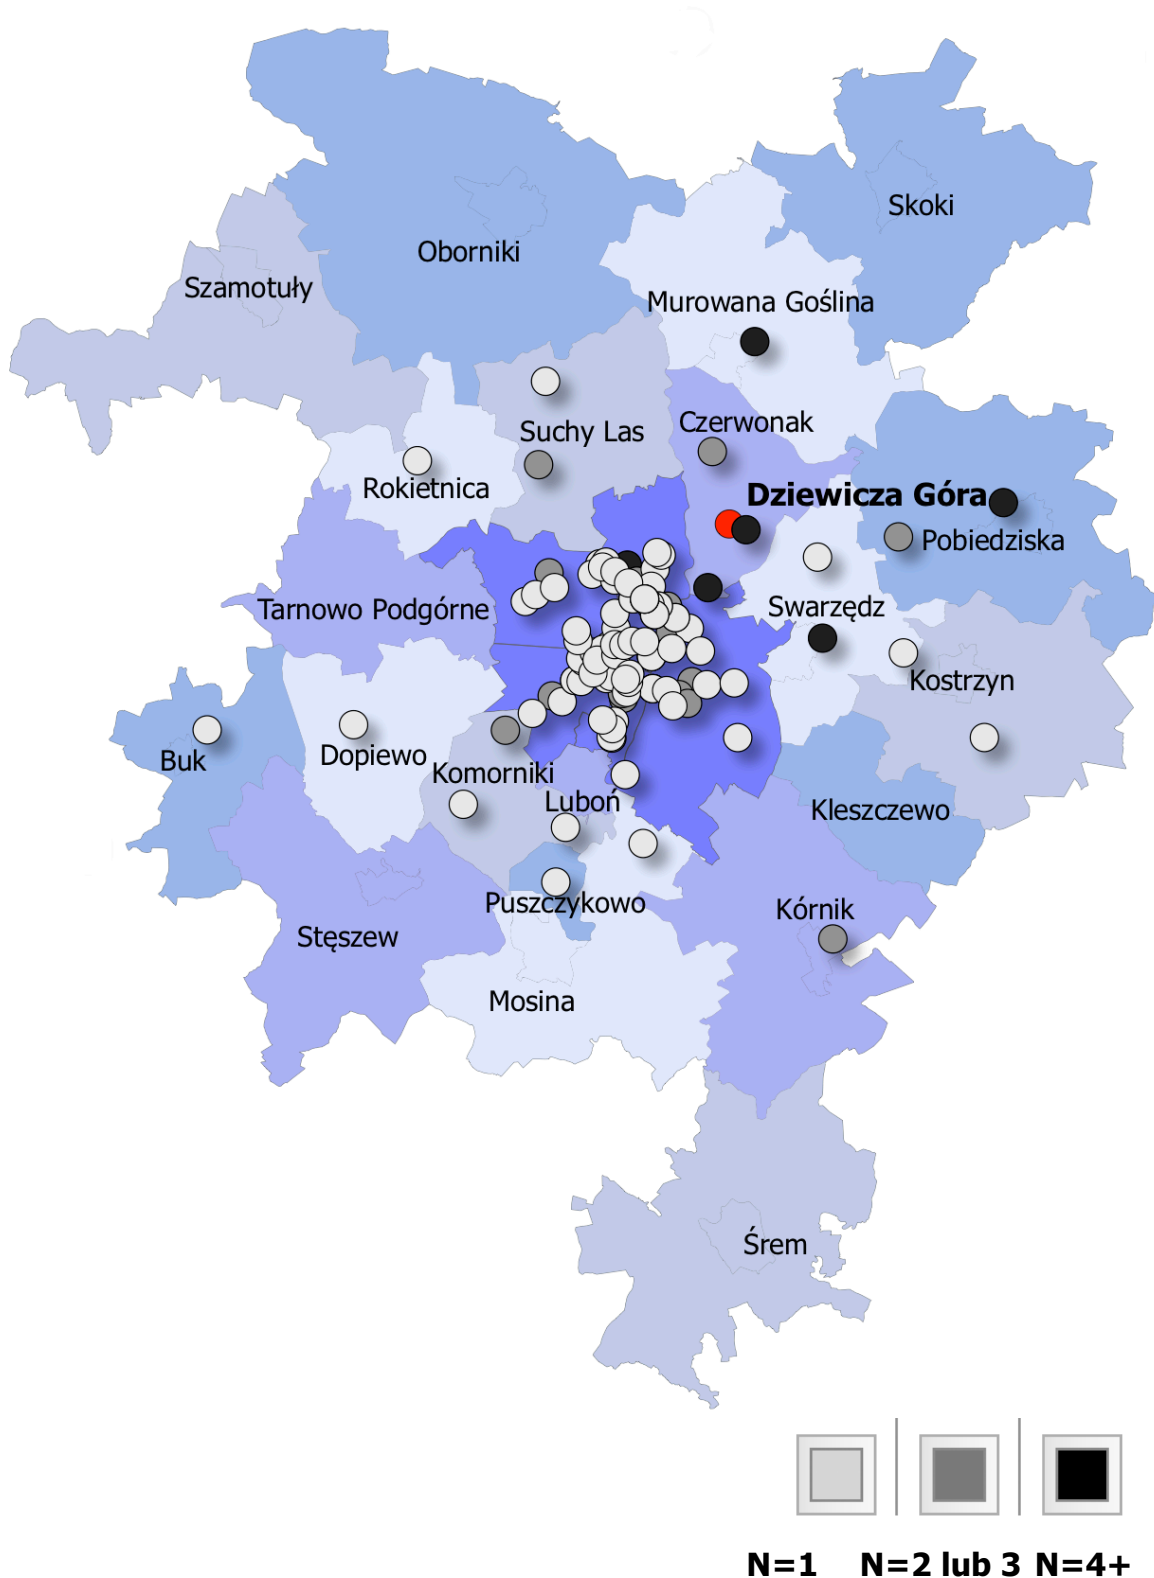 Skoki
Oborniki
Szamotuły
Murowana Goślina
Czerwonak
Suchy Las
Rokietnica
Dziewicza Góra
Pobiedziska
Tarnowo Podgórne
Swarzędz
Kostrzyn
Buk
Dopiewo
Komorniki
Luboń
Kleszczewo
Puszczykowo
Kórnik
Stęszew
Mosina
Śrem
N=1 N=2 lub 3 N=4+